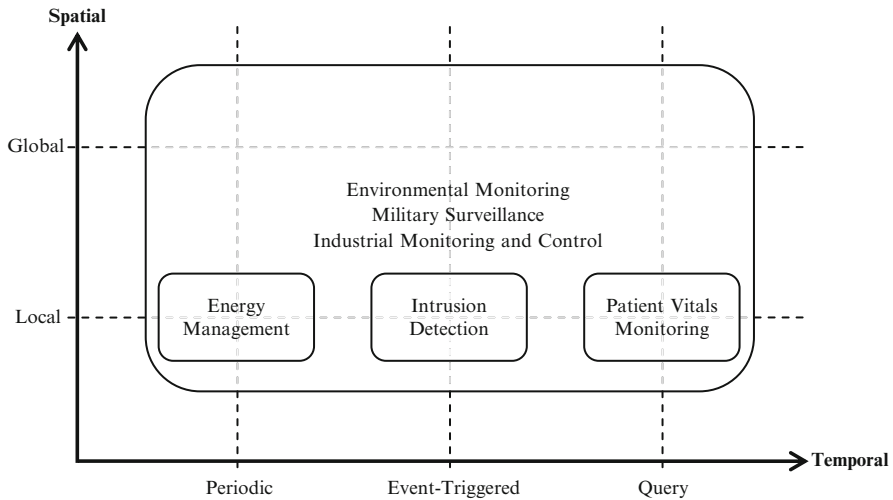 Spatial
Global
Environmental Monitoring
Military Surveillance
Industrial Monitoring and Control
Local
Energy
Management
Intrusion
Detection
Patient Vitals
Monitoring
Temporal
Periodic
Event-Triggered
Query